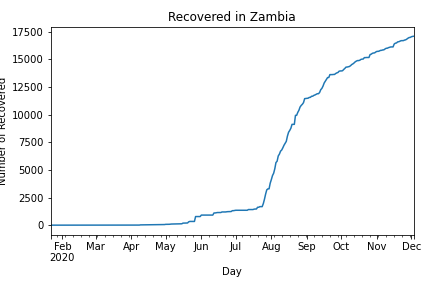 Recovered in Zambia
17500
15000
12500
10000
7500
5000
2500
0
Number of Recovered
Feb Mar Apr May Jun Jul Aug Sep Oct Nov Dec
2020
Day